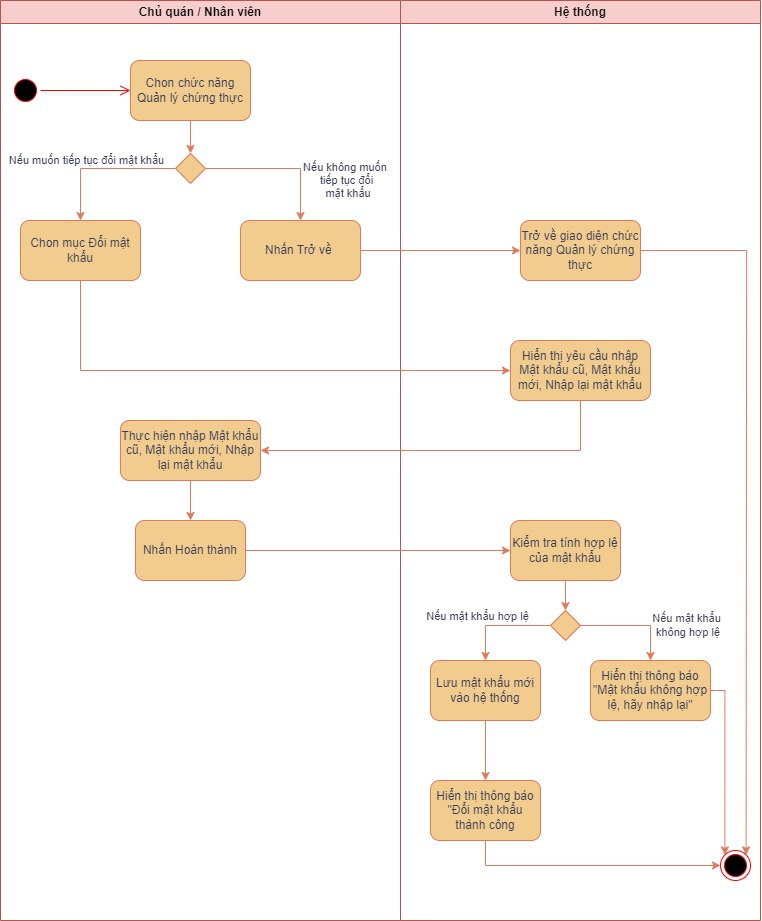 Chủ quán / Nhân viên
Hệ thống
Chon chức năng
Quản lý chứng thực
Nếu muốn tiếp tục đổi mật khẩu
Nếu không muốn
tiếp tục đổi
mật khẩu
Chon mục Đổi mật
khẩu
Nhấn Trở về
Trở về giao diện chức
năng Quản lý chứng
thực
Hiển thị yêu cầu nhập
Mật khẩu cũ, Mật khẩu
mới, Nhập lại mật khẩu
Thực hiện nhập Mật khẩu
cũ, Mật khẩu mới, Nhập
lại mật khẩu
Nhấn Hoàn thành
Kiểm tra tính hợp lệ
của mật khẩu
Nếu mật khẩu hợp lệ
Nếu mật khẩu
không hợp lệ
Lưu mật khẩu mới
vào hệ thống
Hiển thị thông báo
"Mật khẩu không hợp
lệ, hãy nhập lại"
Hiển thị thông báo
"Đổi mật khẩu
thành công